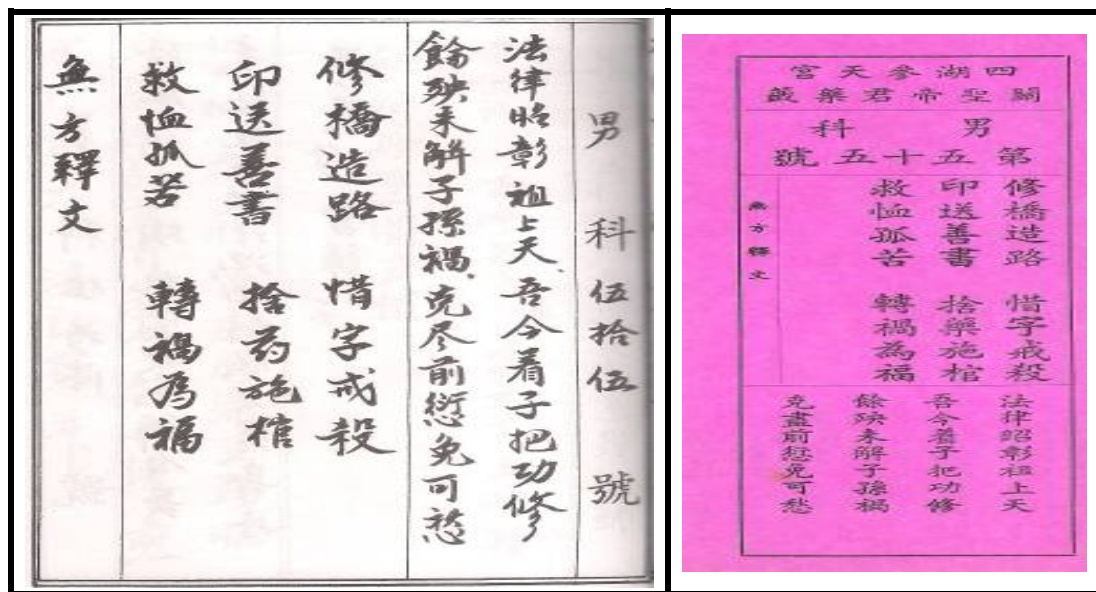 男 科 伍拾伍 號
法律昭彰祖上天、吾今着子把功修
餘殃未解子孫禍、克尽前愆免可愁
修橋造路 惜字戒殺
印送善書 捨药施棺
救恤孤苦 轉禍為福
無方釋文
四湖參天宮
關聖帝君藥籤
男 科
第五十五號
修橋造路 惜字戒殺
印送善書 捨藥施棺
救恤孤苦 轉禍為福
無方釋文
法律昭彰祖上天
吾今着子把功修
餘殃未解子孫禍
克盡前愆免可愁